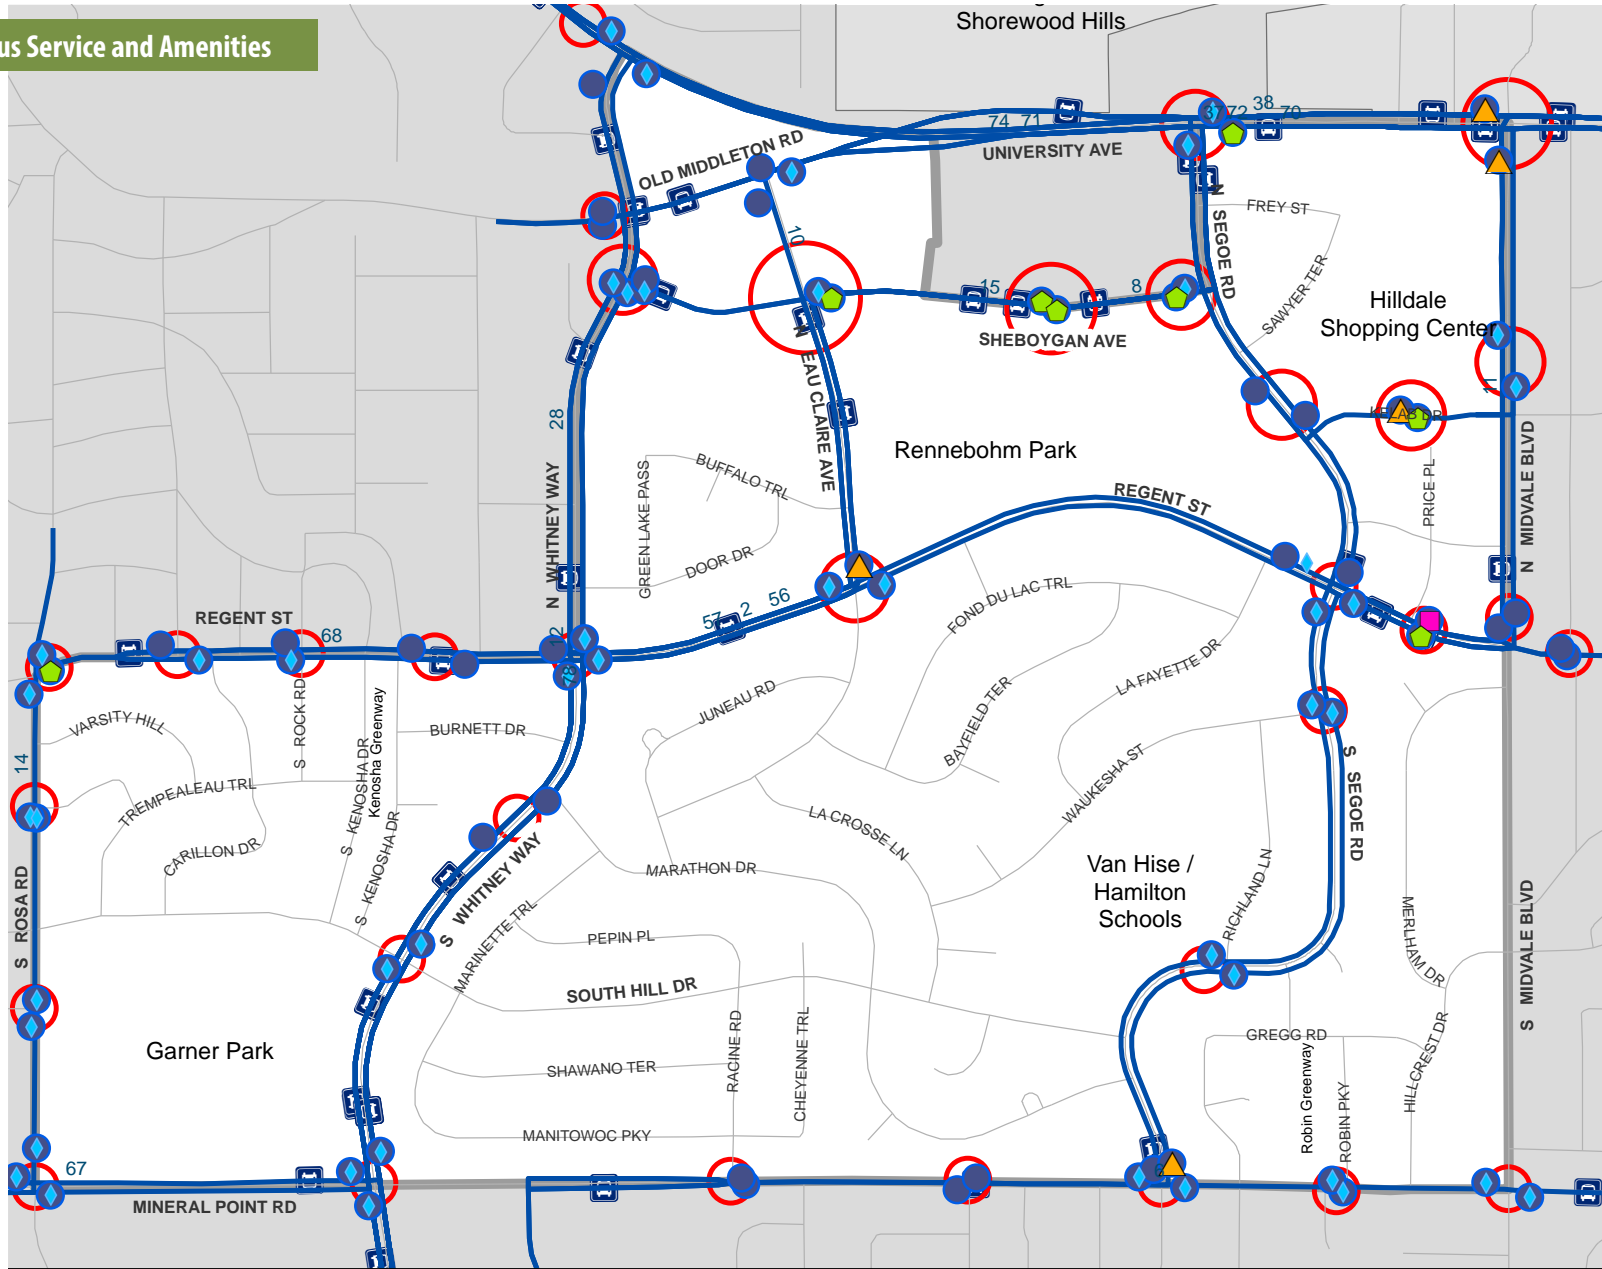 Shorewood Hills
us Service and Amenities
37
72
38
70
74
71
OLD MIDDLETON RD
UNIVERSITY AVE
N SEGOE RD
FREY ST
SAWYER TER
10
15
8
Hilldale
Shopping Center
SHEBOYGAN AVE
N EAU CLAIRE AVE
11
28
Rennebohm Park
BUFFALO TRL
GREEN LAKE PASS
N WHITNEY WAY
DOOR DR
REGENT ST
PRICE PL
N MIDVALE BLVD
57
2
56
FOND DU LAC TRL
REGENT ST
68
12
LA FAYETTE DR
BAYFIELD TER
JUNEAU RD
VARSITY HILL
S ROCK RD
S KENOSHA DR
Kenosha Greenway
BURNETT DR
14
TREMPEALEAU TRL
CARILLON DR
S KENOSHA DR
WAUKESHA ST
LA CROSSE LN
S SEGOE RD
S ROSA RD
S WHITNEY WAY
MARATHON DR
Van Hise /
Hamilton
Schools
RICHLAND LN
MERLHAM DR
S MIDVALE BLVD
MARINETTE TRL
PEPIN PL
SOUTH HILL DR
Garner Park
RACINE RD
CHEYENNE TRL
GREGG RD
Robin Greenway
ROBIN PKY
HILLCREST DR
SHAWANO TER
MANITOWOC PKY
67
MINERAL POINT RD